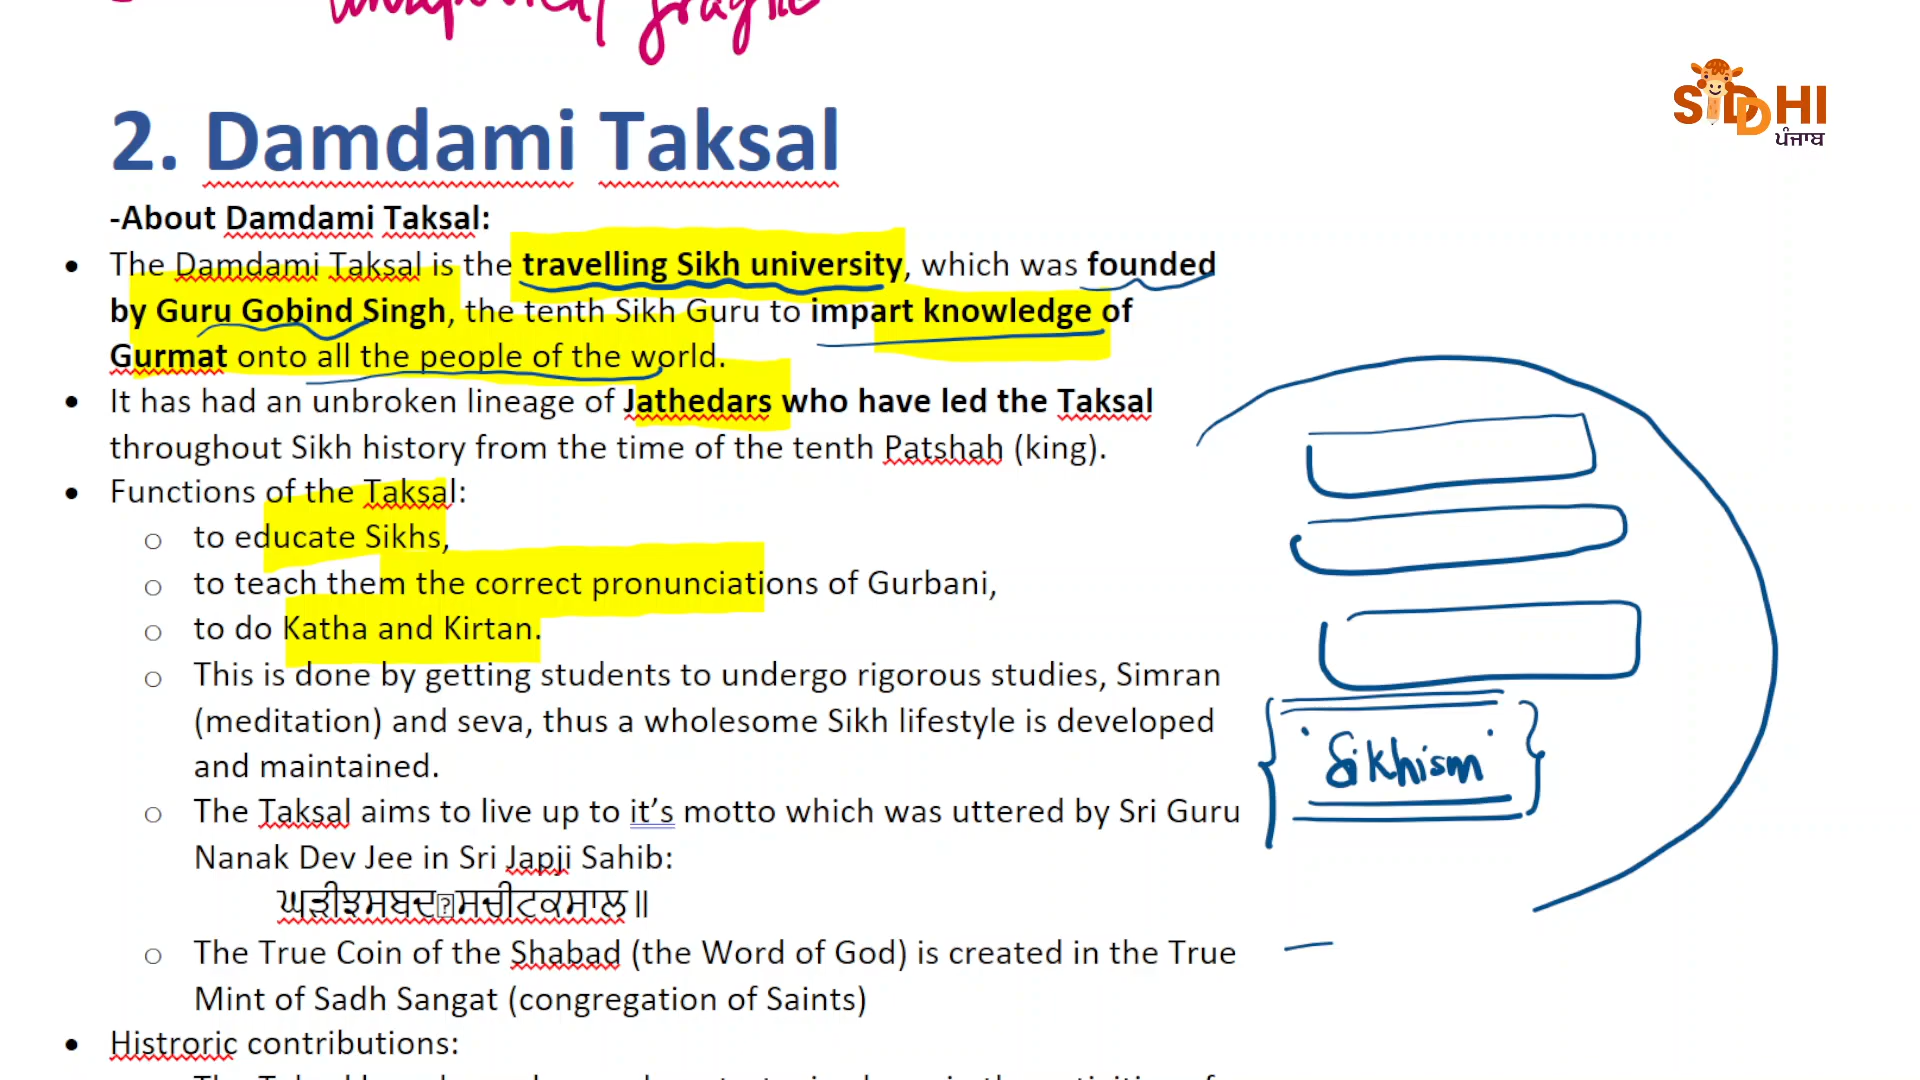 SIDDHI
ਪੰਜਾਬ
2. Damdami Taksal
-About Damdami Taksal:
• The Damdami Taksal is the travelling Sikh university, which was founded
by Guru Gobind Singh, the tenth Sikh Guru to impart knowledge of
Gurmat onto all the people of the world.
• It has had an unbroken lineage of Jathedars who have led the Taksal
throughout Sikh history from the time of the tenth Patshah (king).
• Functions of the Taksal:
o to educate Sikhs,
o to teach them the correct pronunciations of Gurbani,
o to do Katha and Kirtan.
o This is done by getting students to undergo rigorous studies, Simran
(meditation) and seva, thus a wholesome Sikh lifestyle is developed
and maintained.
'Sikhism'
o The Taksal aims to live up to it's motto which was uttered by Sri Guru
Nanak Dev Jee in Sri Japji Sahib:
ਘੜੀਝਸਬਦ ਸਚੀਟਕਸਾਲ॥
o The True Coin of the Shabad (the Word of God) is created in the True
Mint of Sadh Sangat (congregation of Saints)
• Histroric contributions: